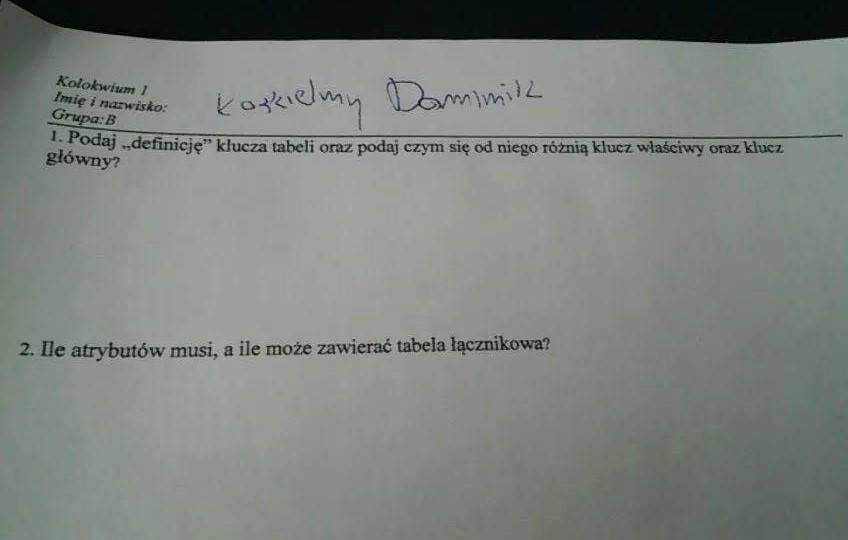 Kolokwium 1
Imię i nazwisko: Kozkielmy Dominik
Grupa: B
1. Podaj „definicję” klucza tabeli oraz podaj czym się od niego różnią klucz właściwy oraz klucz
główny?
2. Ile atrybutów musi, a ile może zawierać tabela łącznikowa?